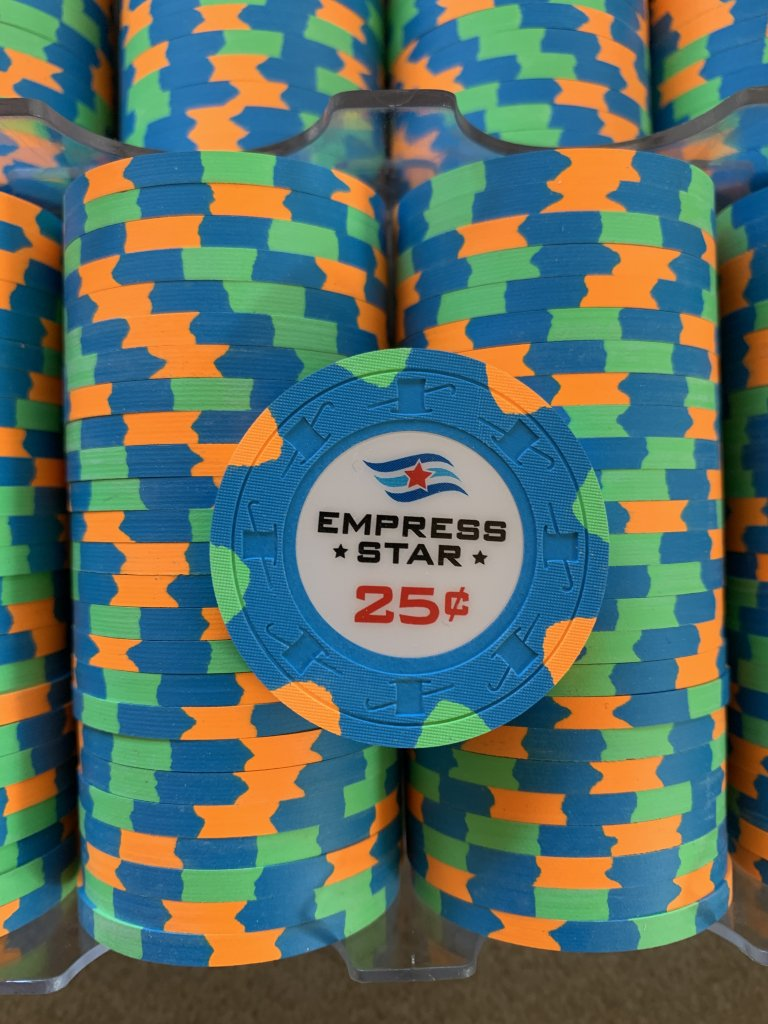 EMPRESS
★ STAR ★
25¢